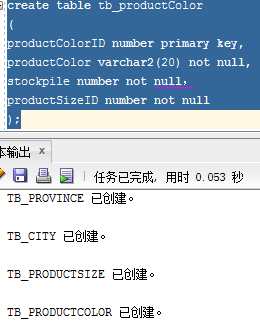 create table tb_productColor
(
productColorID number primary key,
productColor varchar2(20) not null,
stockpile number not null，
productSizeID number not null
);
本输出 ×
任务已完成, 用时 0.053 秒
TB_PROVINCE 已创建。
TB_CITY 已创建。
TB_PRODUCTSIZE 已创建。
TB_PRODUCTCOLOR 已创建。